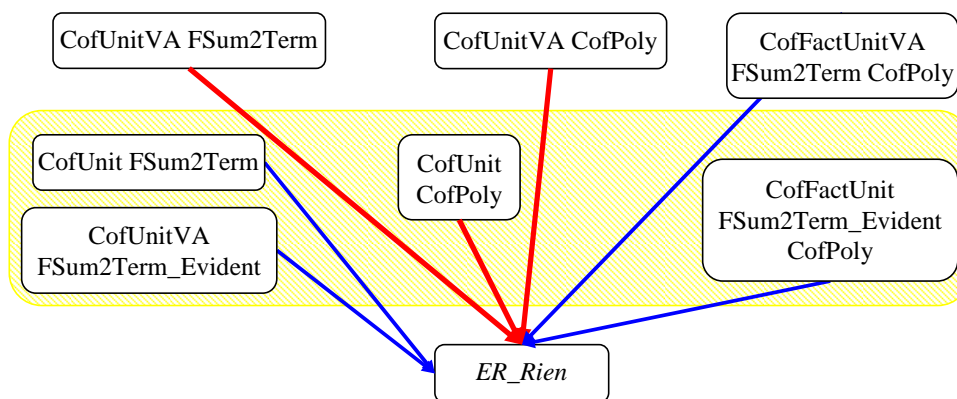 CofUnitVA FSum2Term
CofUnitVA CofPoly
CofFactUnitVA
FSum2Term CofPoly
CofUnit FSum2Term
CofUnit
CofPoly
CofFactUnit
FSum2Term_Evident
CofPoly
CofUnitVA
FSum2Term_Evident
ER_Rien